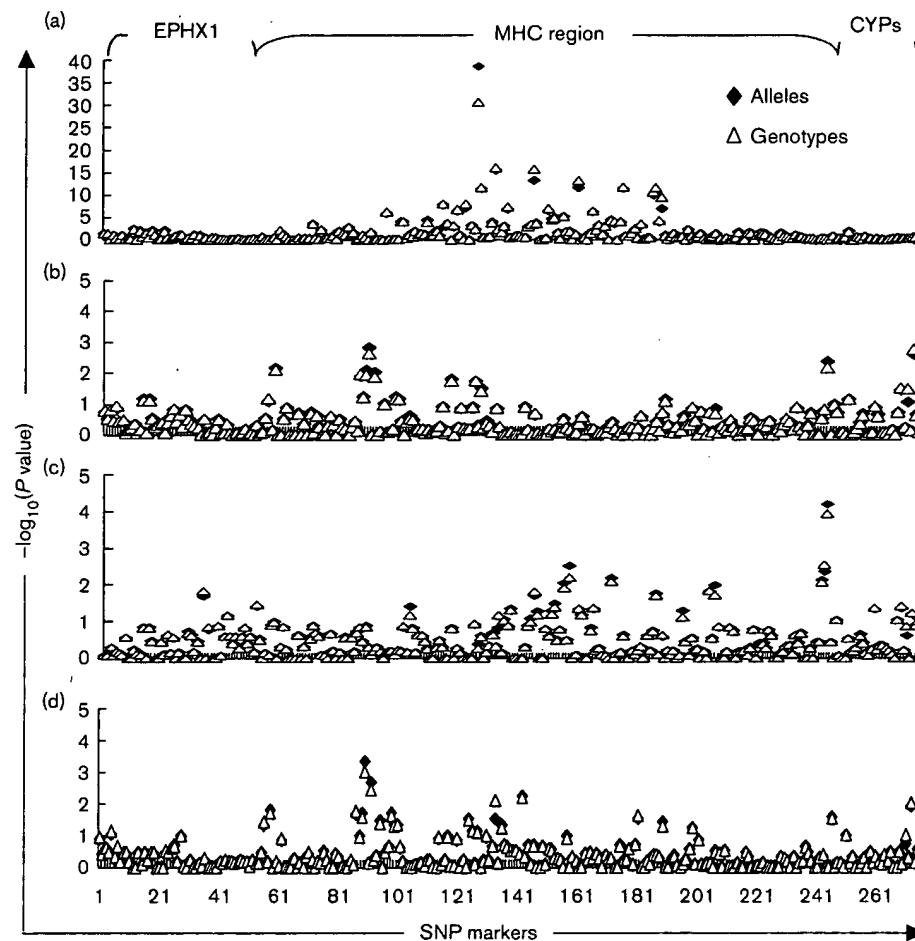 (a)
EPHX1
MHC region
CYPs
40
35
30
25
20
15
10
5
0
Alleles
Genotypes
(b)
5
4
3
2
1
0
(c)
5
4
3
2
1
0
(d)
5
4
3
2
1
0
–log10(P value)
1 21 41 61 81 101 121 141 161 181 201 221 241 261
SNP markers